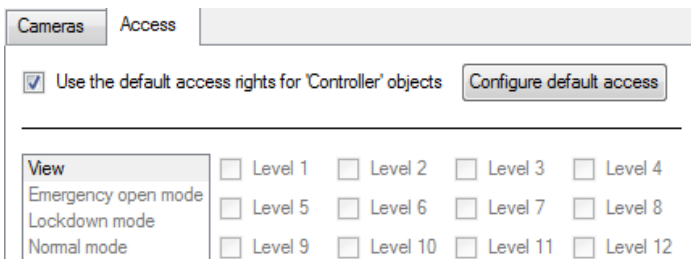 Cameras Access
Use the default access rights for 'Controller' objects Configure default access
View Level 1 Level 2 Level 3 Level 4
Emergency open mode
Lockdown mode Level 5 Level 6 Level 7 Level 8
Normal mode Level 9 Level 10 Level 11 Level 12